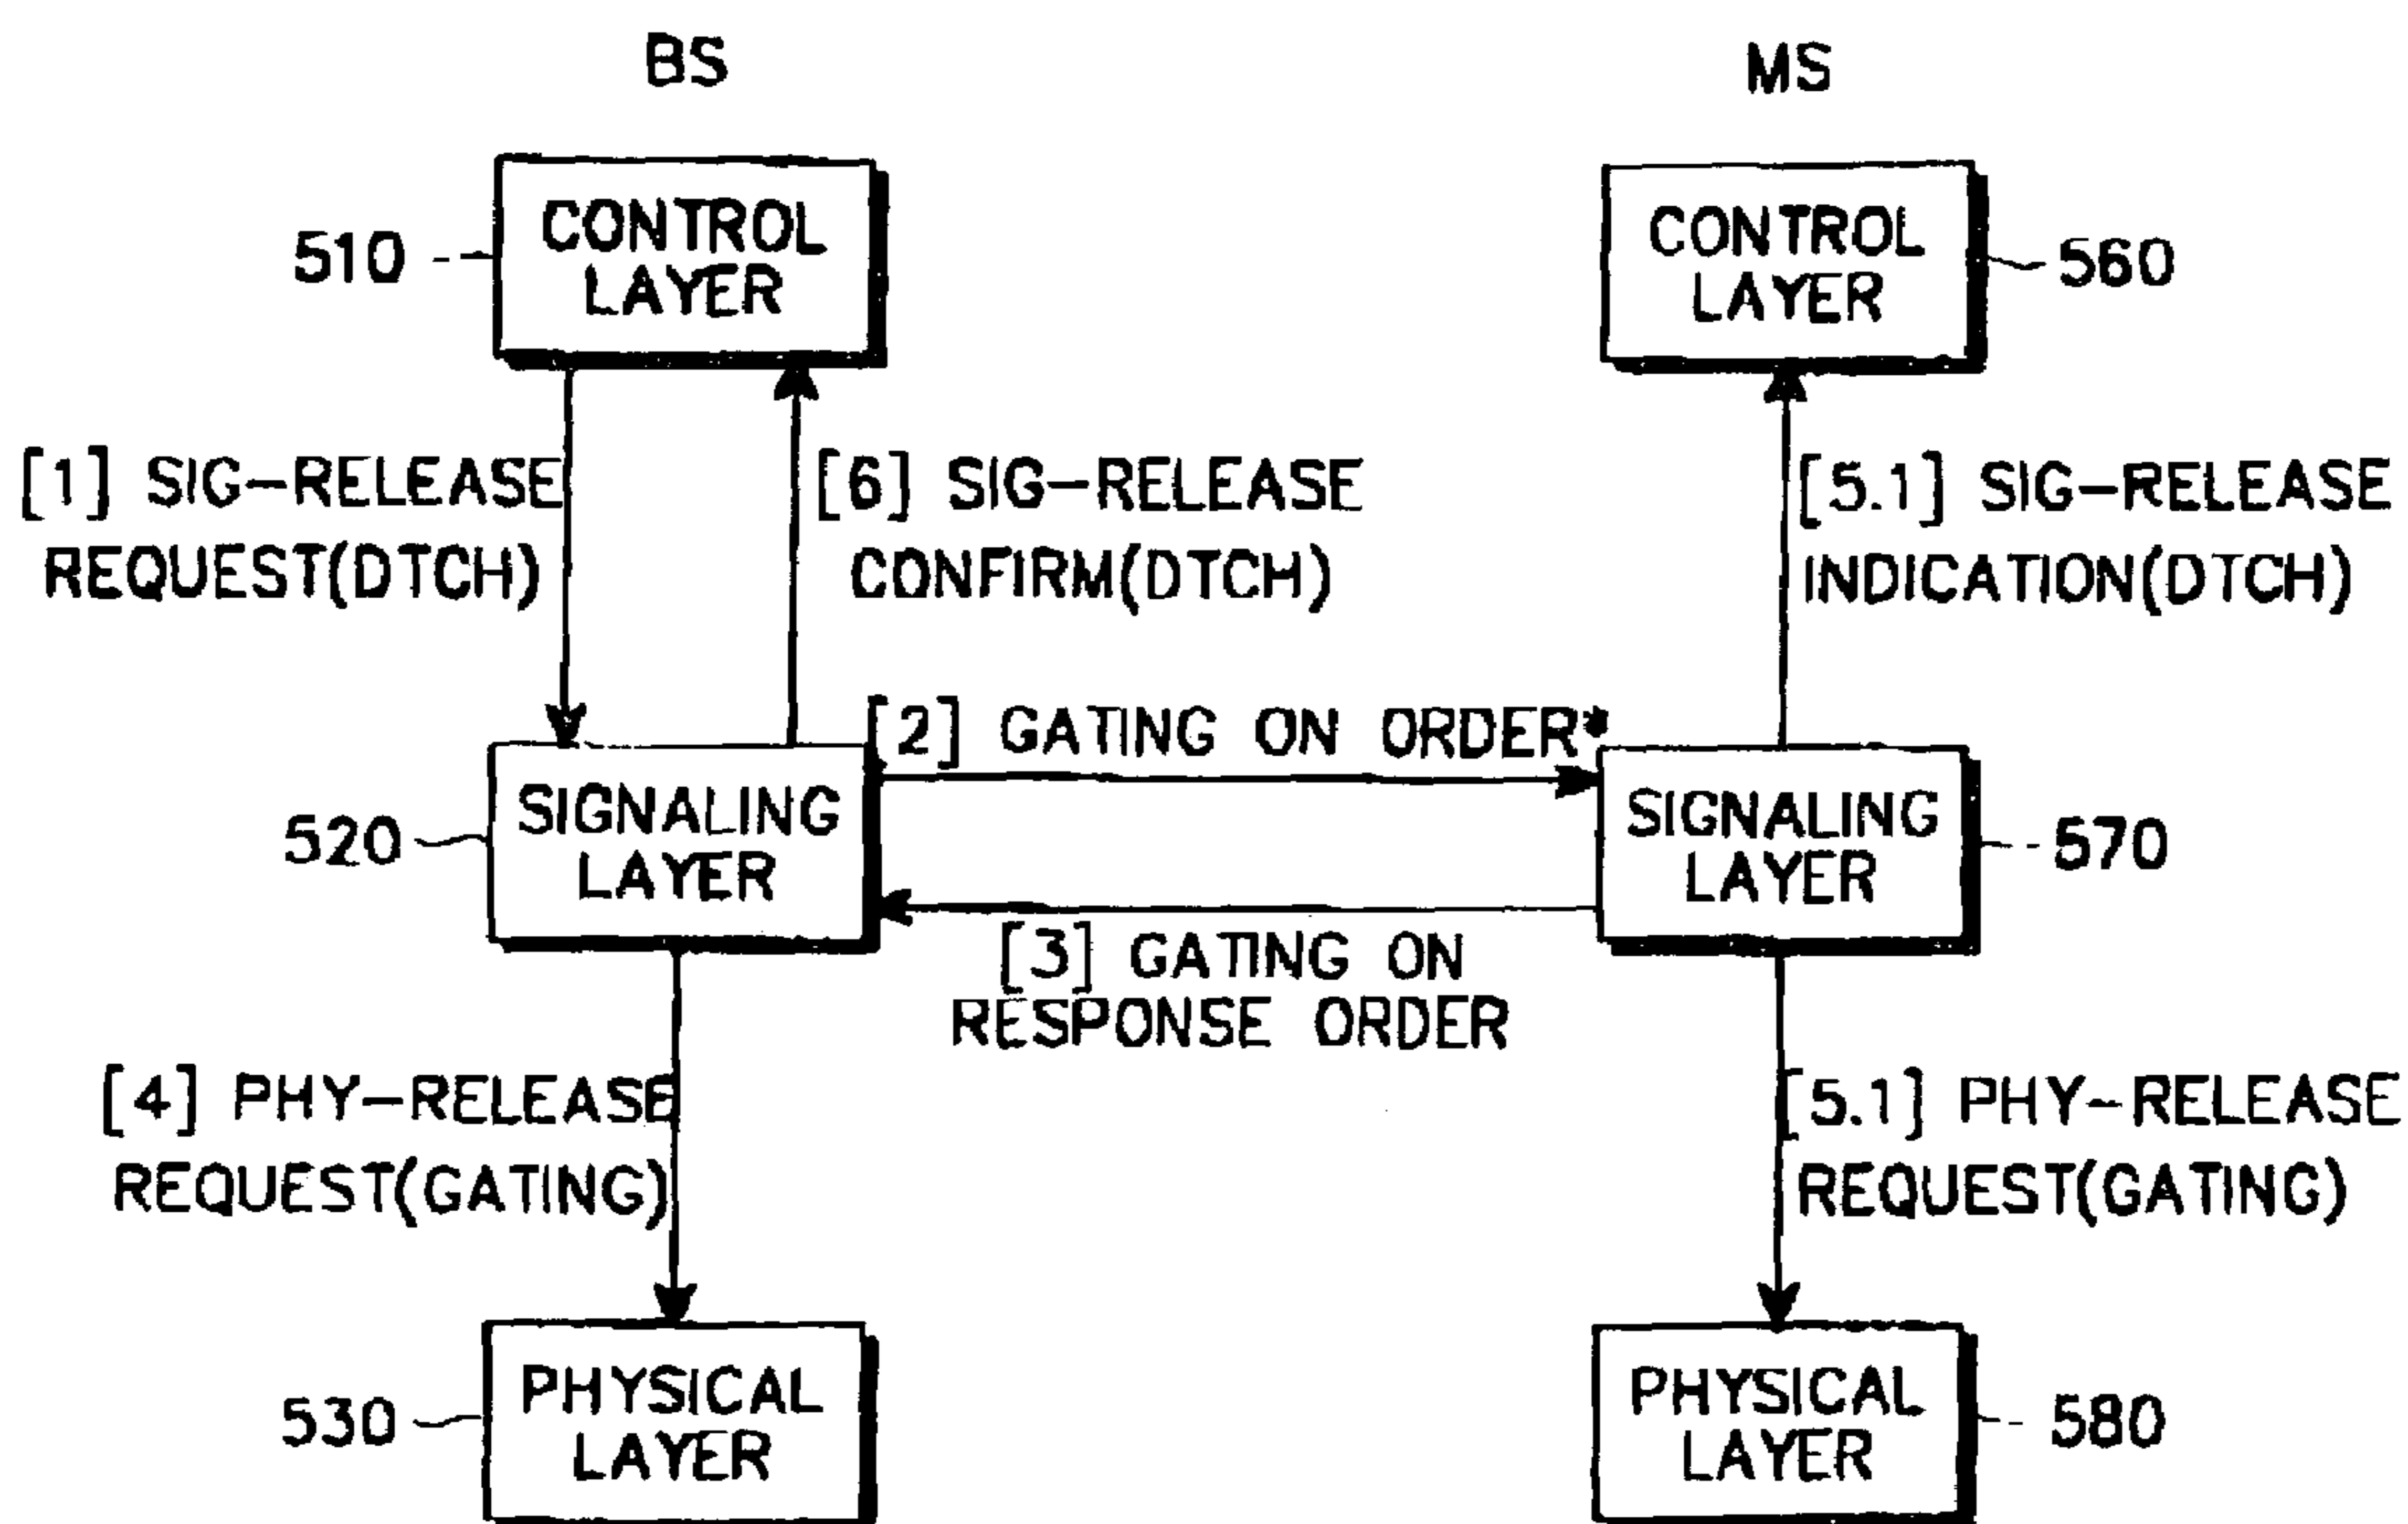 BS
MS
CONTROL
LAYER
510
CONTROL
LAYER
560
[1] SIG-RELEASE
REQUEST(DTCH)
[6] SIG-RELEASE
CONFIRM(DTCH)
[5.1] SIG-RELEASE
INDICATION(DTCH)
[2] GATING ON ORDER*
SIGNALING
LAYER
520
SIGNALING
LAYER
570
[3] GATING ON
RESPONSE ORDER
[4] PHY-RELEASE
REQUEST(GATING)
[5.1] PHY-RELEASE
REQUEST(GATING)
PHYSICAL
LAYER
530
PHYSICAL
LAYER
580